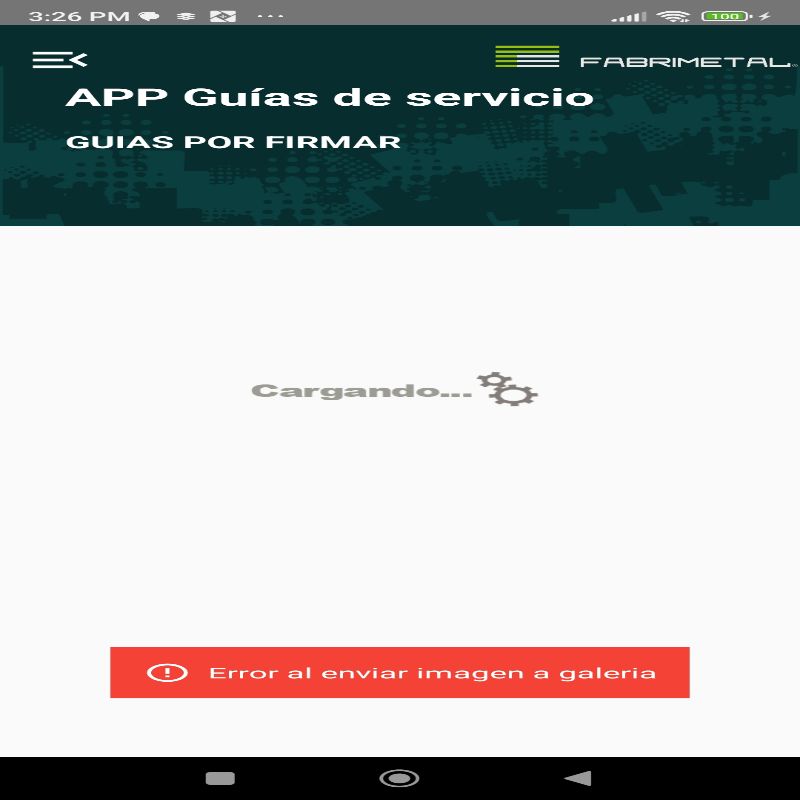 3:26 PM
100
FABRIMETAL
APP Guías de servicio
GUIAS POR FIRMAR
Cargando...
Error al enviar imagen a galeria